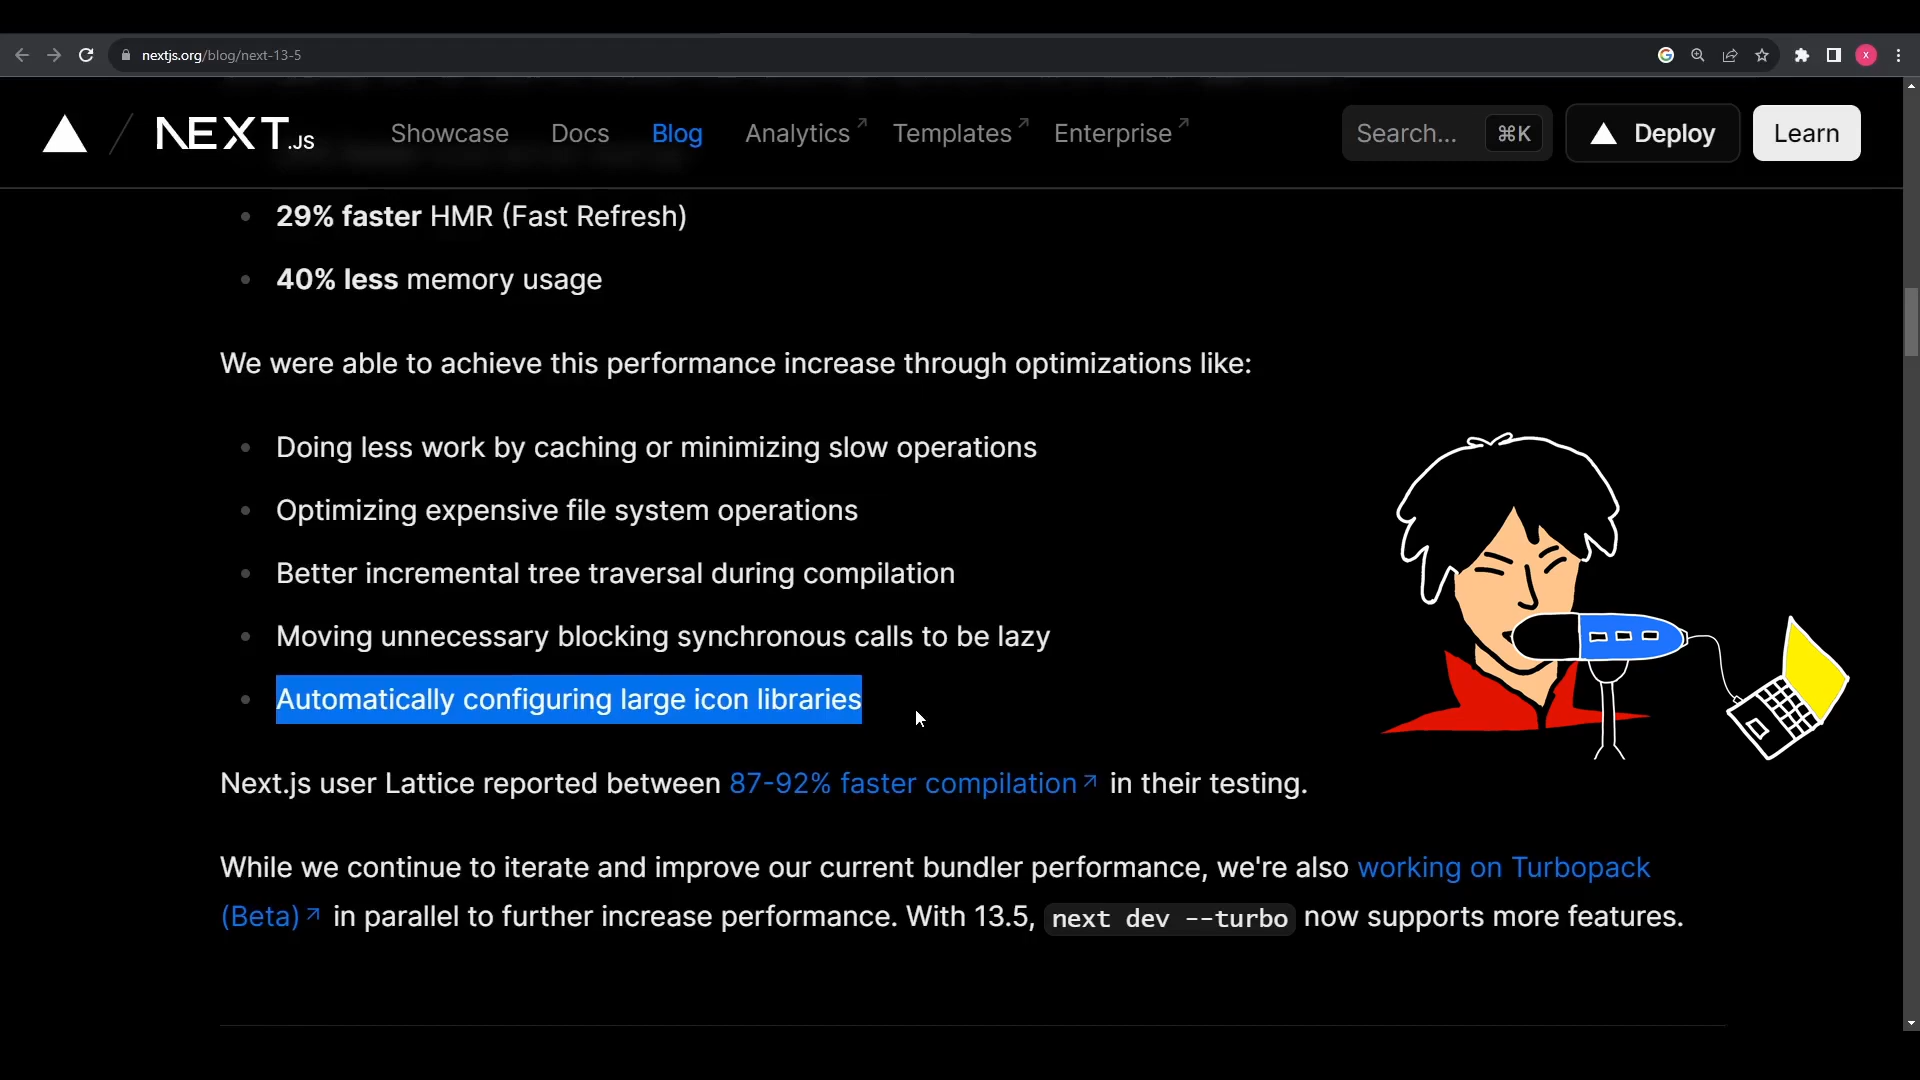 nextjs.org/blog/next-13-5
x
NEXT.JS Showcase Docs Blog Analytics Templates Enterprise Search... ⌘K Deploy Learn
29% faster HMR (Fast Refresh)
40% less memory usage
We were able to achieve this performance increase through optimizations like:
Doing less work by caching or minimizing slow operations
Optimizing expensive file system operations
Better incremental tree traversal during compilation
Moving unnecessary blocking synchronous calls to be lazy
Automatically configuring large icon libraries
Next.js user Lattice reported between 87-92% faster compilation↗ in their testing.
While we continue to iterate and improve our current bundler performance, we're also working on Turbopack
(Beta)↗ in parallel to further increase performance. With 13.5, next dev --turbo now supports more features.